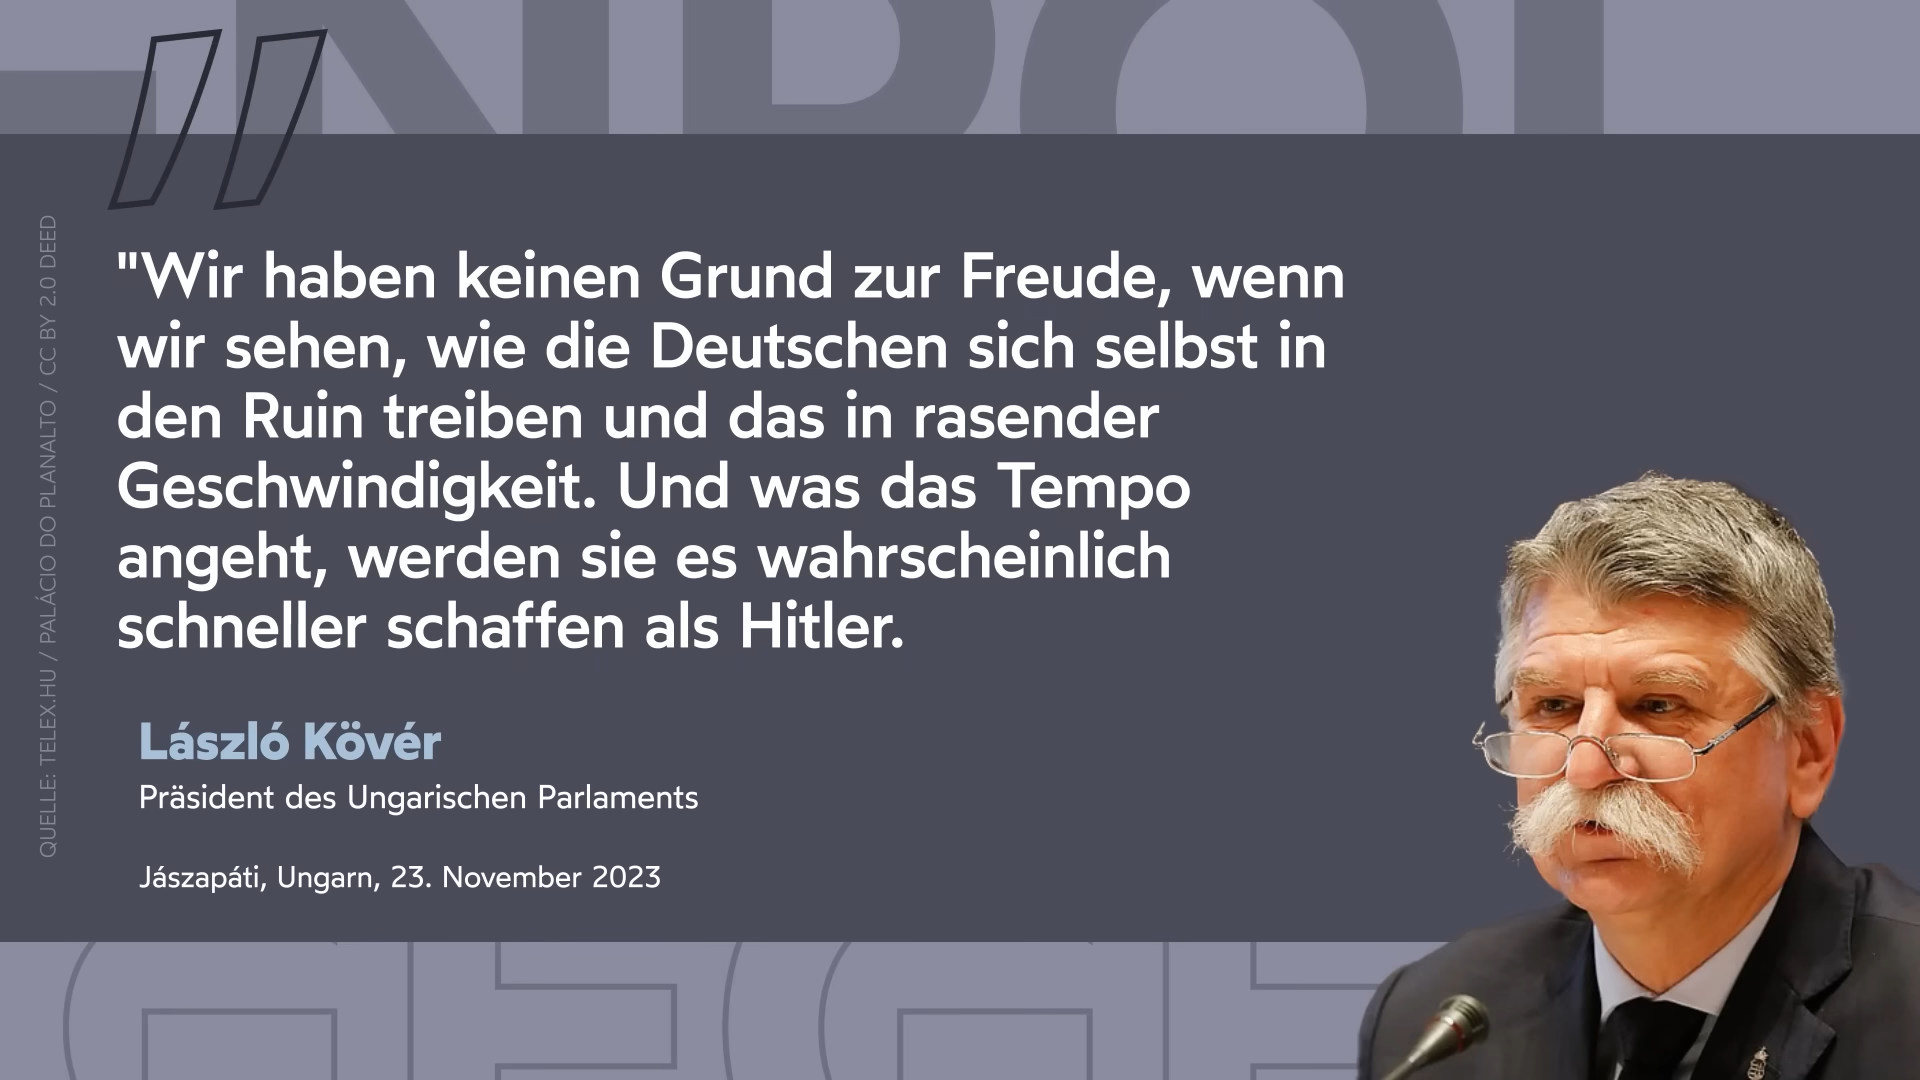 "Wir haben keinen Grund zur Freude, wenn
wir sehen, wie die Deutschen sich selbst in
den Ruin treiben und das in rasender
Geschwindigkeit. Und was das Tempo
angeht, werden sie es wahrscheinlich
schneller schaffen als Hitler.
László Kövér
Präsident des Ungarischen Parlaments
Jászapáti, Ungarn, 23. November 2023
QUELLE: TELEX.HU / PALÁCIO DO PLANALTO / CC BY 2.0 DEED